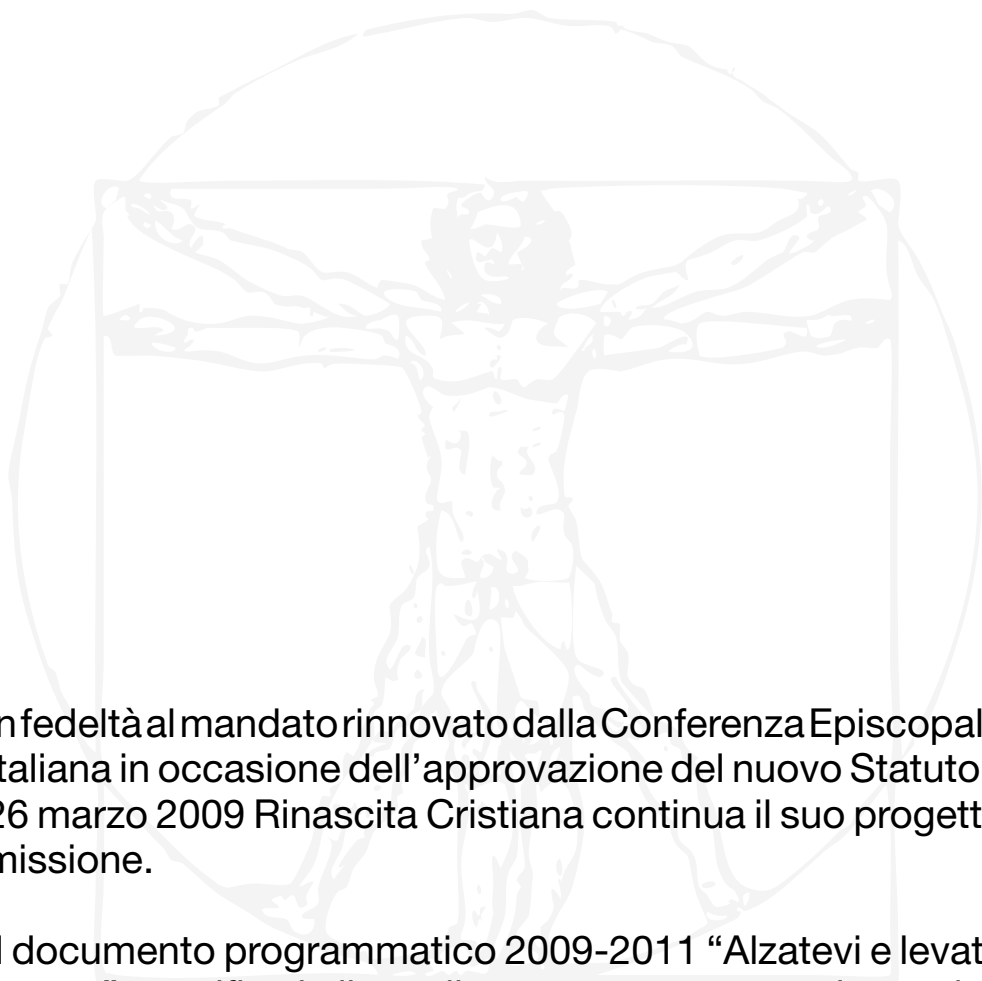 n fedeltà al mandato rinnovato dalla Conferenza Episcopal
taliana in occasione dell’approvazione del nuovo Statuto
26 marzo 2009 Rinascita Cristiana continua il suo progett
missione.
l documento programmatico 2009-2011 “Alzatevi e levat